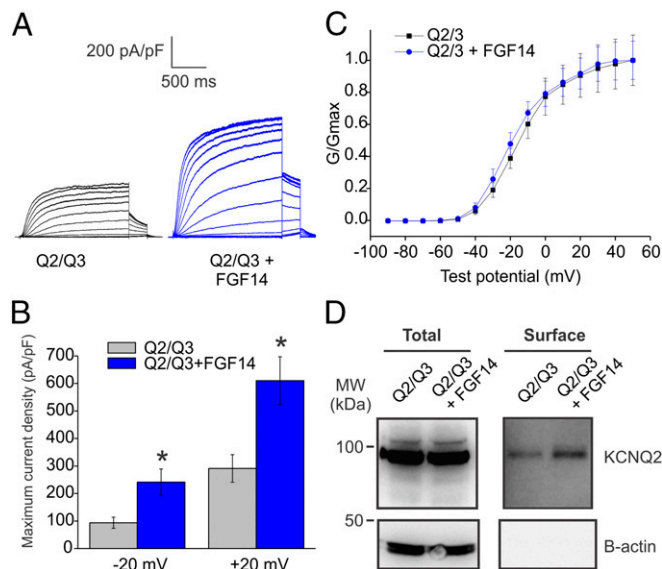 A
200 pA/pF
500 ms
Q2/Q3
Q2/Q3 +
FGF14
C
Q2/3
Q2/3 + FGF14
G/Gmax
1.0
0.8
0.6
0.4
0.2
0.0
-100 -80 -60 -40 -20 0 20 40 60
Test potential (mV)
B
Q2/Q3
Q2/Q3+FGF14
Maximum current density (pA/pF)
700
600
500
400
300
200
100
0
*
*
-20 mV
+20 mV
D
Total
Surface
MW
(kDa)
Q2/Q3
Q2/Q3
+ FGF14
Q2/Q3
Q2/Q3
+ FGF14
100
KCNQ2
50
B-actin